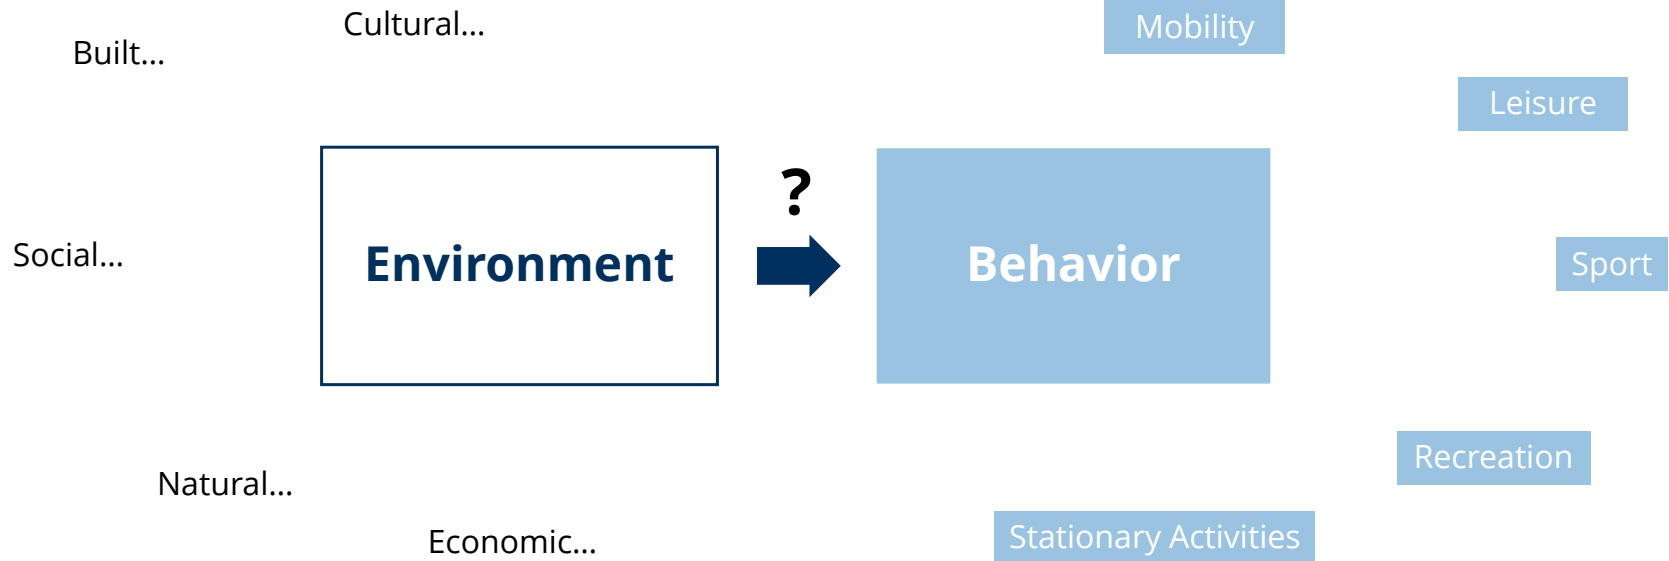 Cultural...
Built...
Social...
Natural...
Economic...
Environment
?
Behavior
Mobility
Leisure
Sport
Recreation
Stationary Activities